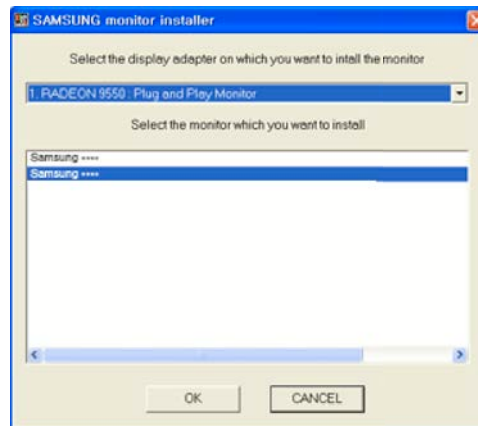 SAMSUNG monitor installer
Select the display adapter on which you want to intall the monitor
1. RADEON 9550 : Plug and Play Monitor
Select the monitor which you want to install
Samsung ----
Samsung ----
OK
CANCEL